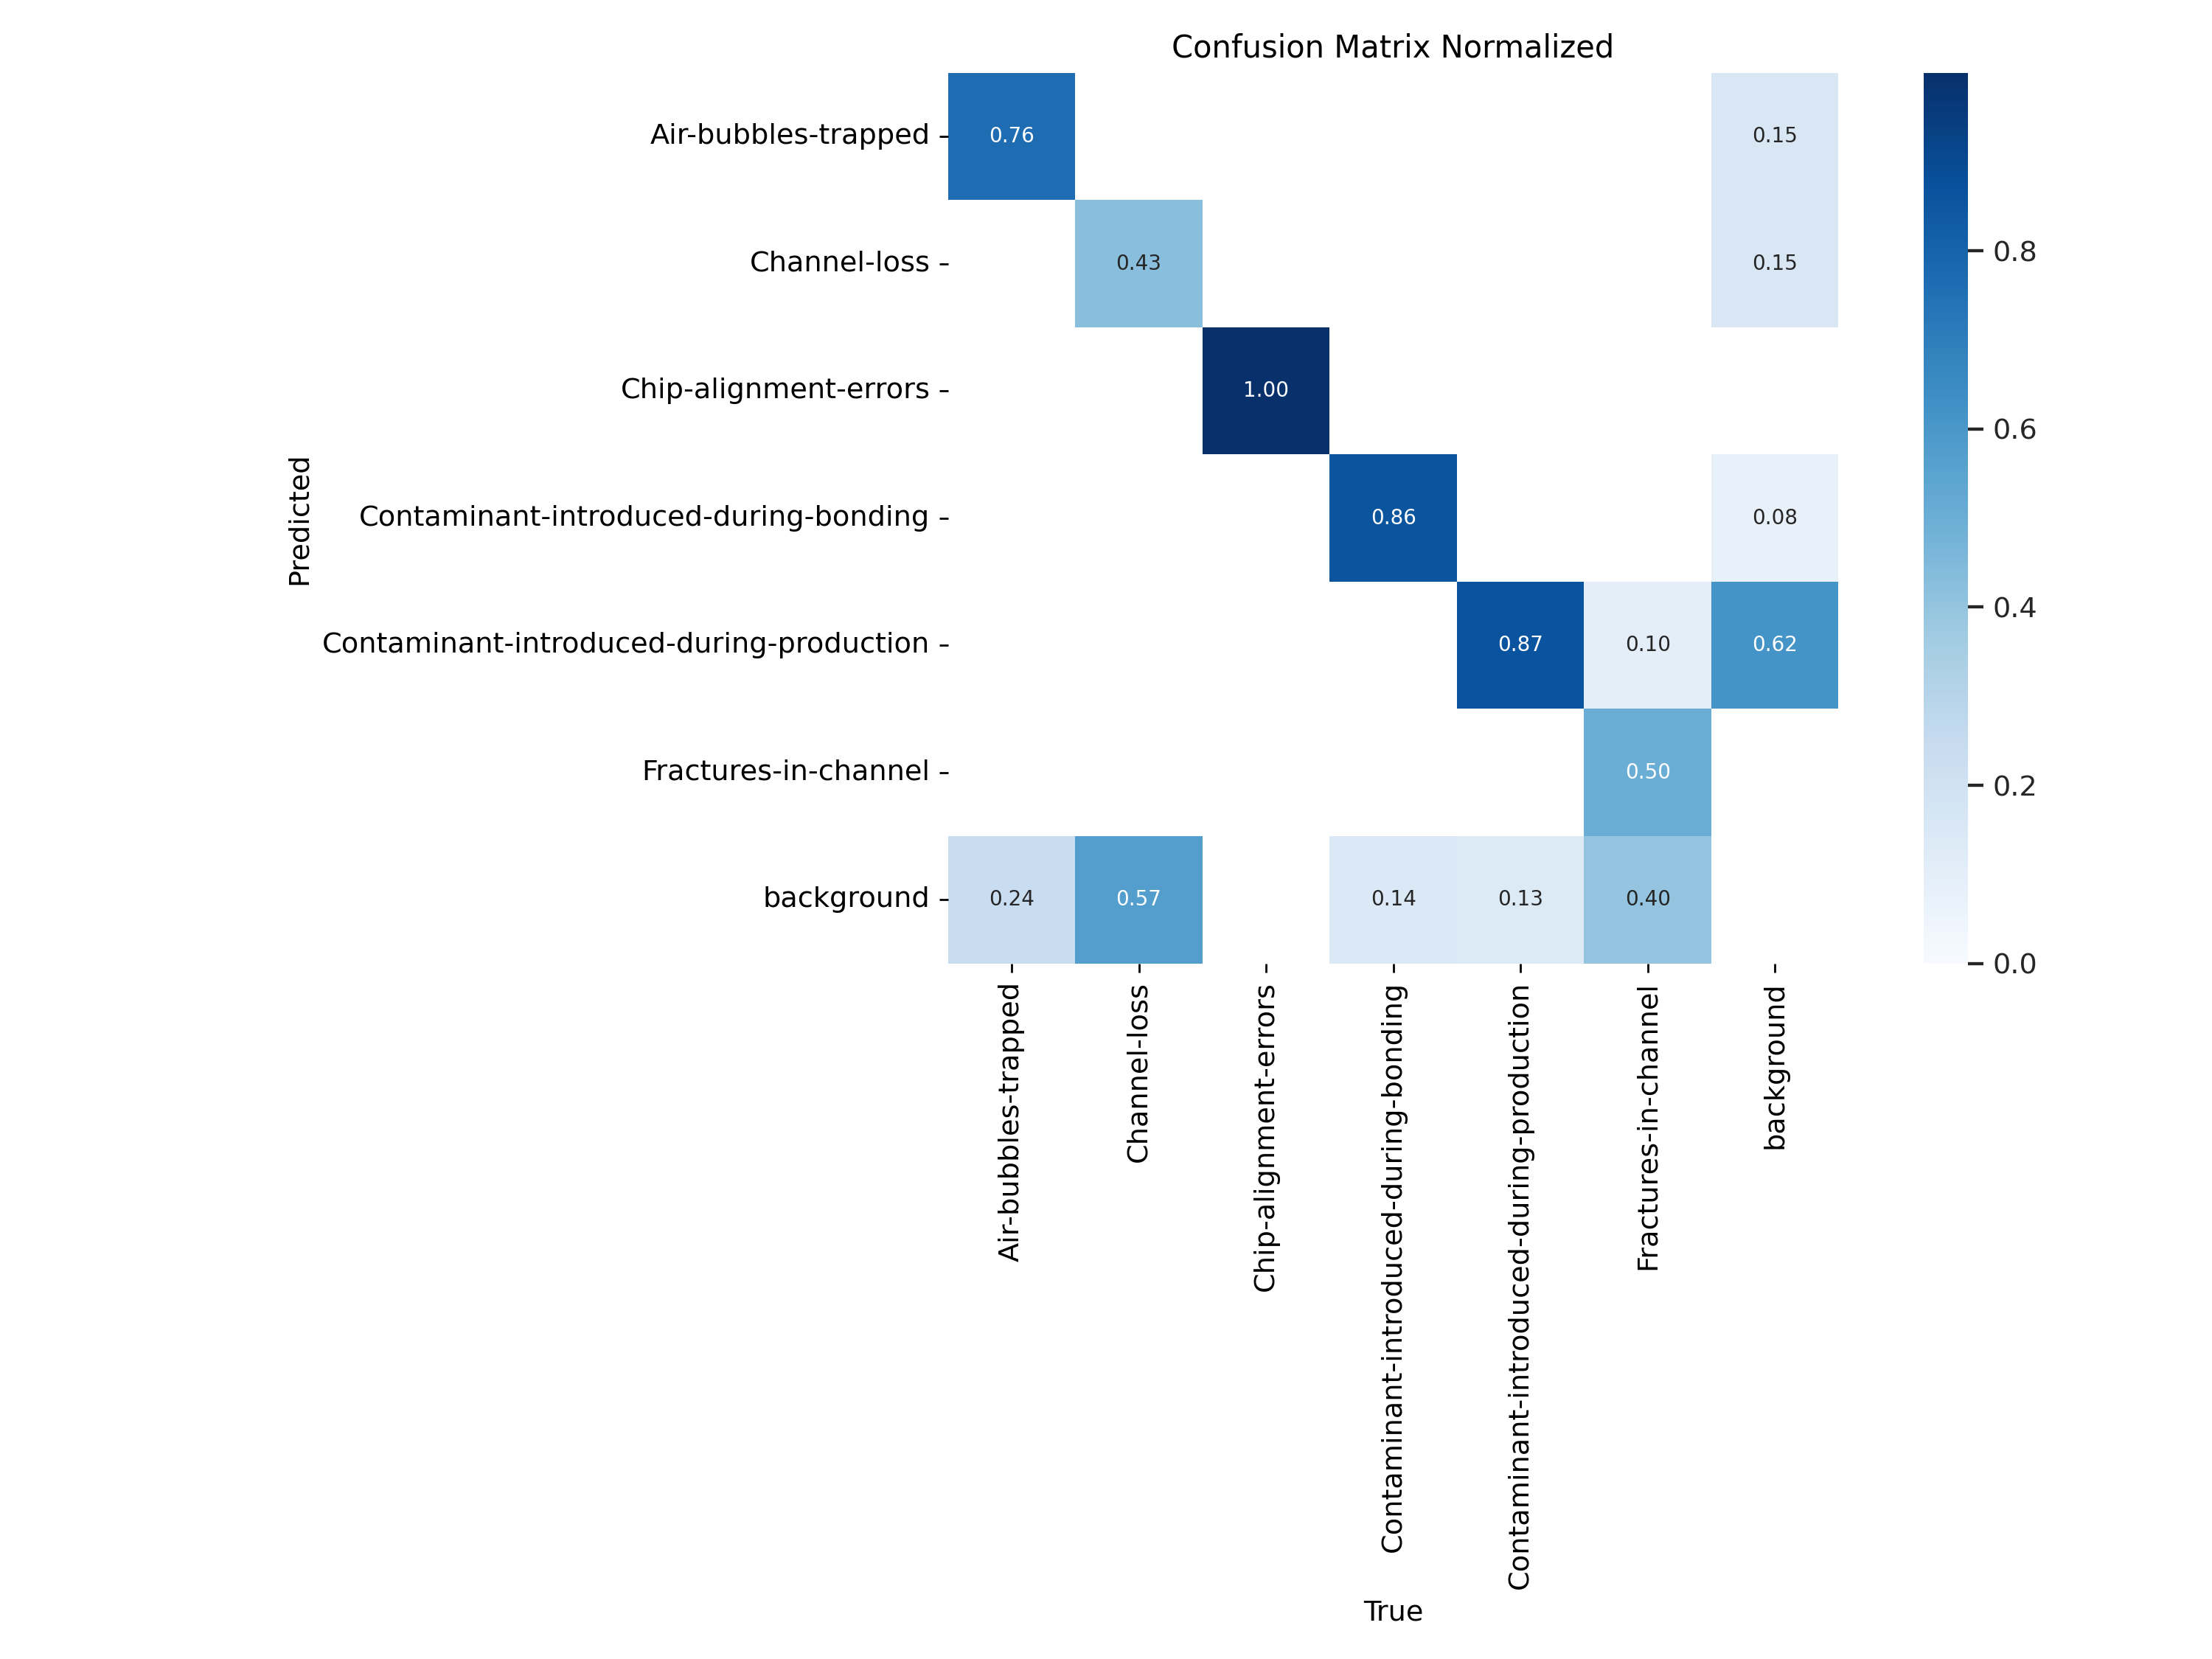 Confusion Matrix Normalized
Air-bubbles-trapped
0.76
0.15
Channel-loss
0.43
0.15
0.8
Chip-alignment-errors
1.00
0.6
Predicted
Contaminant-introduced-during-bonding
0.86
0.08
0.4
Contaminant-introduced-during-production
0.87
0.10
0.62
Fractures-in-channel
0.50
0.2
background
0.24
0.57
0.14
0.13
0.40
0.0
Air-bubbles-trapped
Channel-loss
Chip-alignment-errors
Contaminant-introduced-during-bonding
Contaminant-introduced-during-production
Fractures-in-channel
background
True